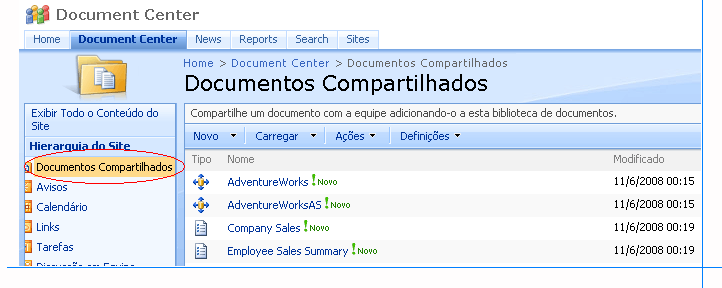 Document Center
Home Document Center News Reports Search Sites
Home > Document Center > Documentos Compartilhados
Documentos Compartilhados
Exibir Todo o Conteúdo do
Site
Hierarquia do Site
Documentos Compartilhados
Avisos
Calendário
Links
Tarefas
Discussão em Equipe
Compartilhe um documento com a equipe adicionando-o a esta biblioteca de documentos.
Novo Carregar Ações Definições
Tipo Nome Modificado
AdventureWorks ! Novo 11/6/2008 00:15
AdventureWorksAS ! Novo 11/6/2008 00:15
Company Sales ! Novo 11/6/2008 00:19
Employee Sales Summary ! Novo 11/6/2008 00:19